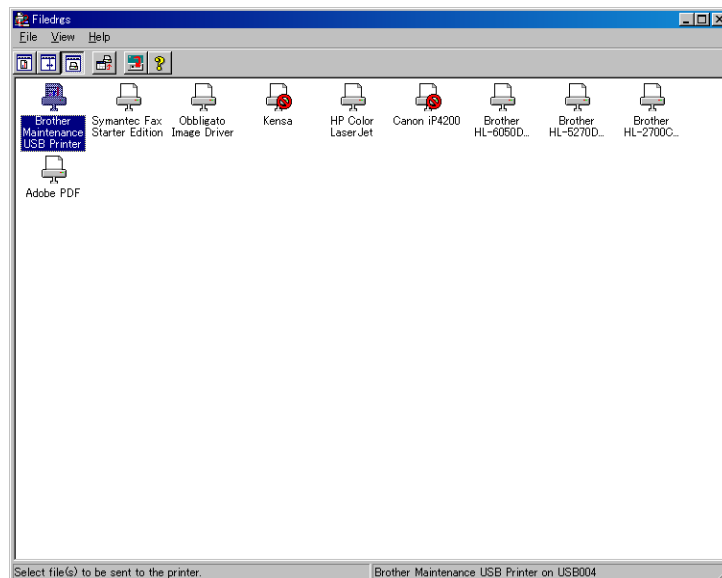 Filedrgs
File View Help
Brother Maintenance USB Printer
Symantec Fax Starter Edition
Obbligato Image Driver
Kensa
HP Color LaserJet
Canon iP4200
Brother HL-6050D...
Brother HL-5270D...
Brother HL-2700C...
Adobe PDF
Select file(s) to be sent to the printer.
Brother Maintenance USB Printer on USB004